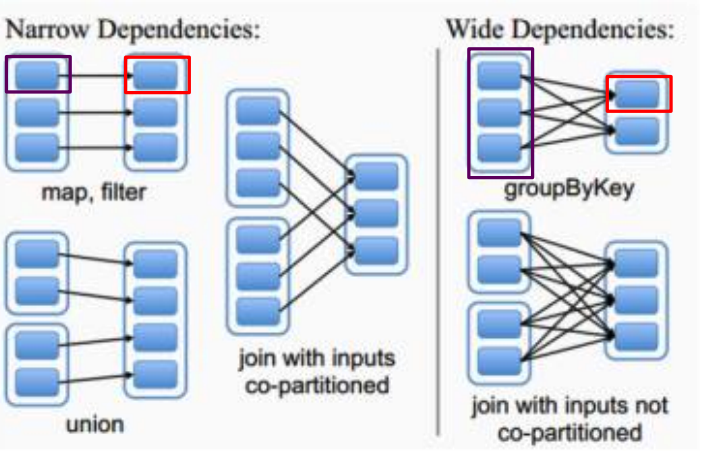 Narrow Dependencies:
Wide Dependencies:
map, filter
groupByKey
join with inputs
co-partitioned
union
join with inputs not
co-partitioned